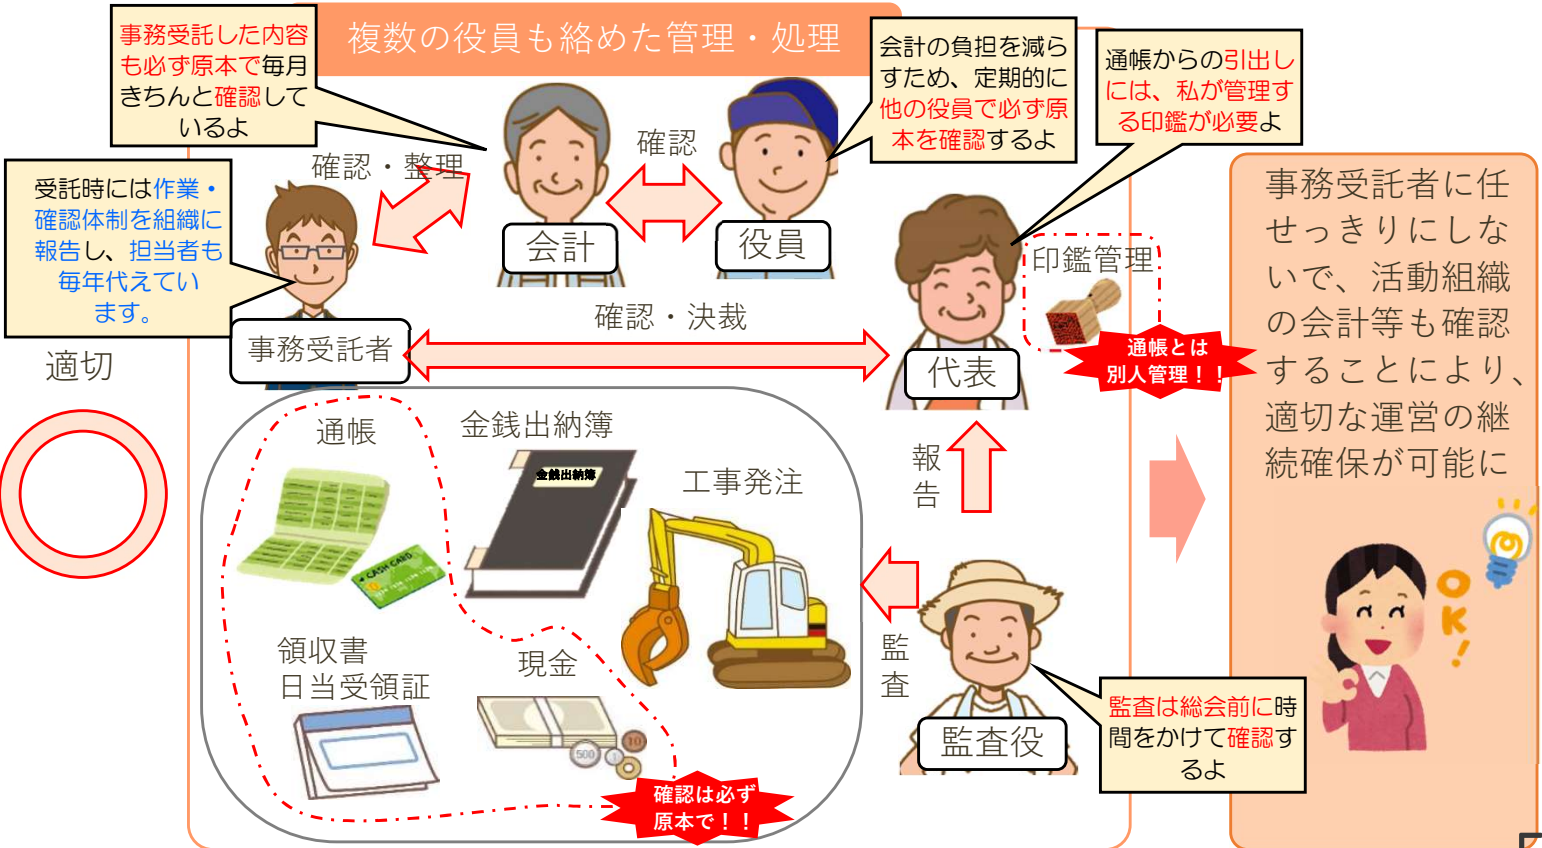 複数の役員も絡めた管理・処理
事務受託した内容
も必ず原本で毎月
きちんと確認して
いるよ
会計の負担を減ら
すため、定期的に
他の役員で必ず原
本を確認するよ
通帳からの引出し
には、私が管理す
る印鑑が必要よ
受託時には作業・
確認体制を組織に
報告し、担当者も
毎年代えてい
ます。
確認・整理
確認
会計
役員
印鑑管理
確認・決裁
事務受託者
代表
通帳とは
別人管理！！
適切
通帳
金銭出納簿
金銭出納簿
工事発注
CASH CARD
報
告
領収書
日当受領証
現金
500
1
10
監
査
監査役
確認は必ず
原本で！！
監査は総会前に時
間をかけて確認す
るよ
事務受託者に任
せっきりにしな
いで、活動組織
の会計等も確認
することにより、
適切な運営の継
続確保が可能に
OK!